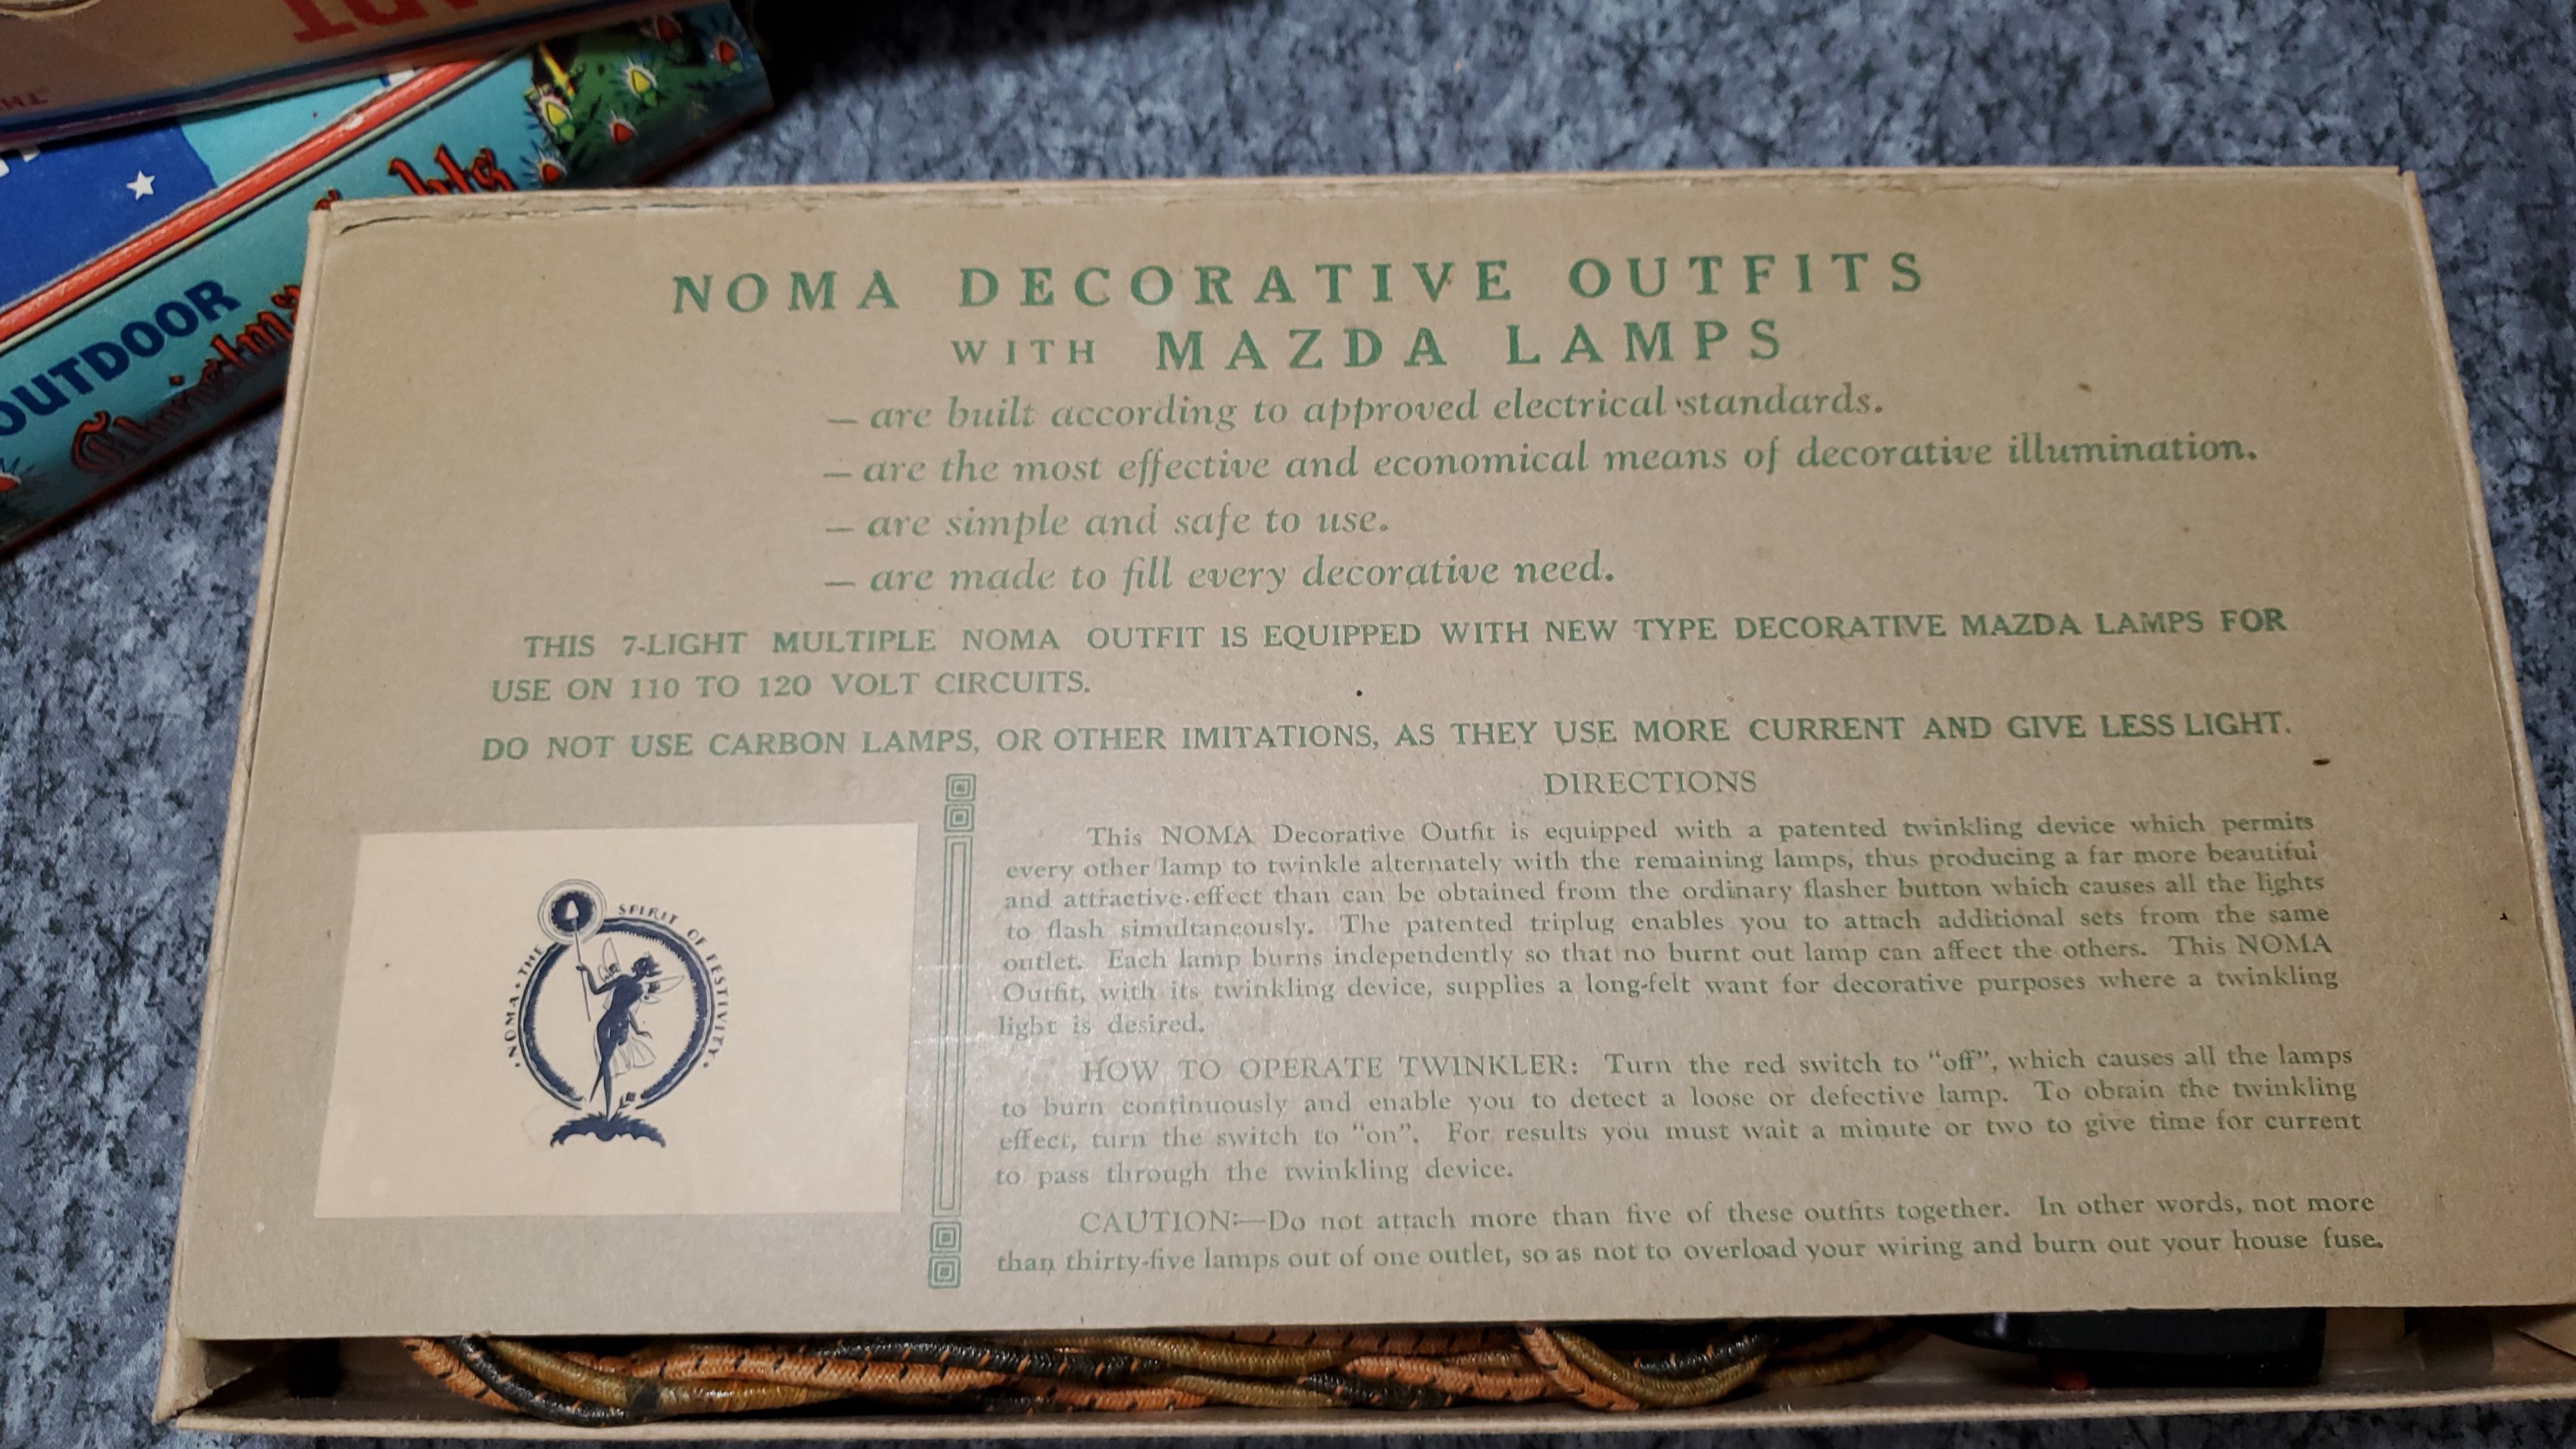 OUTDOOR
Christmas
NOMA DECORATIVE OUTFITS
WITH MAZDA LAMPS
— are built according to approved electrical standards.
— are the most effective and economical means of decorative illumination.
— are simple and safe to use.
— are made to fill every decorative need.
THIS 7-LIGHT MULTIPLE NOMA OUTFIT IS EQUIPPED WITH NEW TYPE DECORATIVE MAZDA LAMPS FOR
USE ON 110 TO 120 VOLT CIRCUITS.
DO NOT USE CARBON LAMPS, OR OTHER IMITATIONS, AS THEY USE MORE CURRENT AND GIVE LESS LIGHT.
DIRECTIONS
This NOMA Decorative Outfit is equipped with a patented twinkling device which permits
every other lamp to twinkle alternately with the remaining lamps, thus producing a far more beautiful
and attractive effect than can be obtained from the ordinary flasher button which causes all the lights
to flash simultaneously. The patented triplug enables you to attach additional sets from the same
outlet. Each lamp burns independently so that no burnt out lamp can affect the others. This NOMA
Outfit, with its twinkling device, supplies a long-felt want for decorative purposes where a twinkling
light is desired.
HOW TO OPERATE TWINKLER: Turn the red switch to "off", which causes all the lamps
to burn continuously and enable you to detect a loose or defective lamp. To obtain the twinkling
effect, turn the switch to "on". For results you must wait a minute or two to give time for current
to pass through the twinkling device.
CAUTION:—Do not attach more than five of these outfits together. In other words, not more
than thirty-five lamps out of one outlet, so as not to overload your wiring and burn out your house fuse.
·NOMA·THE SPIRIT OF FESTIVITY·